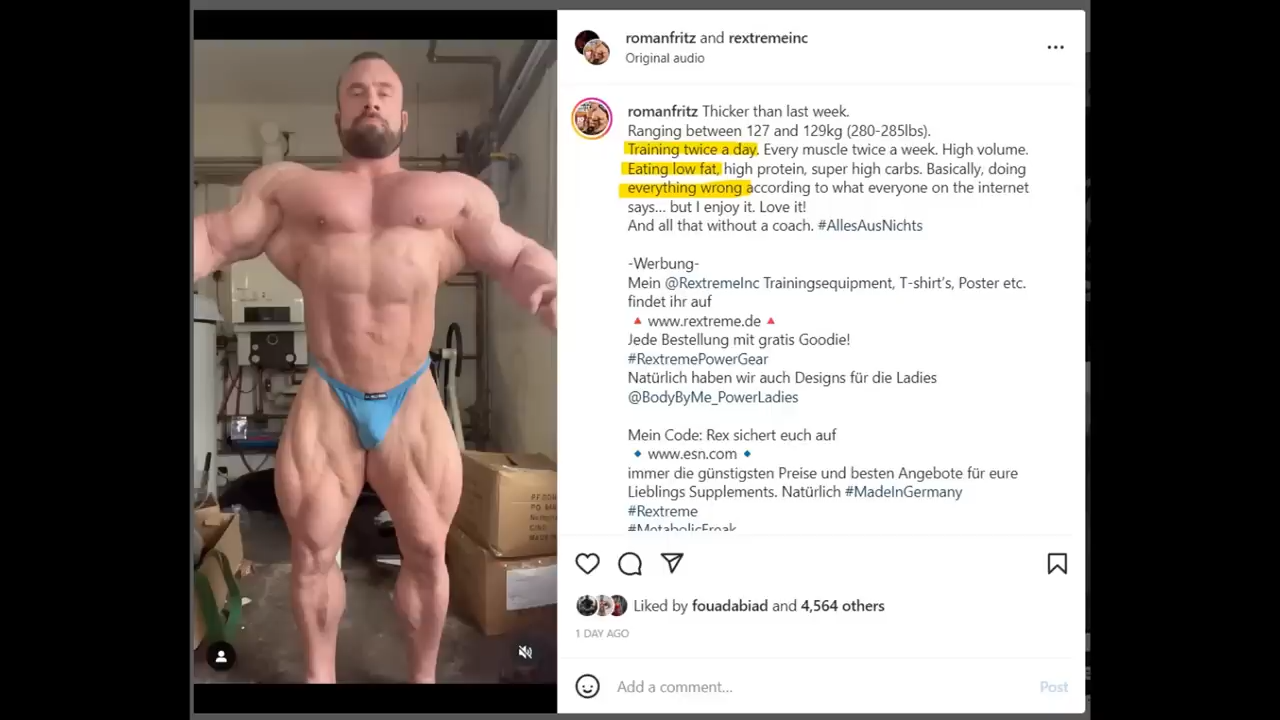 romanfritz and rextremeinc
Original audio
romanfritz Thicker than last week.
Ranging between 127 and 129kg (280-285lbs).
Training twice a day. Every muscle twice a week. High volume.
Eating low fat, high protein, super high carbs. Basically, doing
everything wrong according to what everyone on the internet
says... but I enjoy it. Love it!
And all that without a coach. #AllesAusNichts
-Werbung-
Mein @RextremeInc Trainingsequipment, T-shirt's, Poster etc.
findet ihr auf
🔺 www.rextreme.de 🔺
Jede Bestellung mit gratis Goodie!
#RextremePowerGear
Natürlich haben wir auch Designs für die Ladies
@BodyByMe_PowerLadies
Mein Code: Rex sichert euch auf
🔹 www.esn.com 🔹
immer die günstigsten Preise und besten Angebote für eure
Lieblings Supplements. Natürlich #MadeInGermany
#Rextreme
#MetabolicFreak
Liked by fouadabiad and 4,564 others
1 DAY AGO
Add a comment...
Post